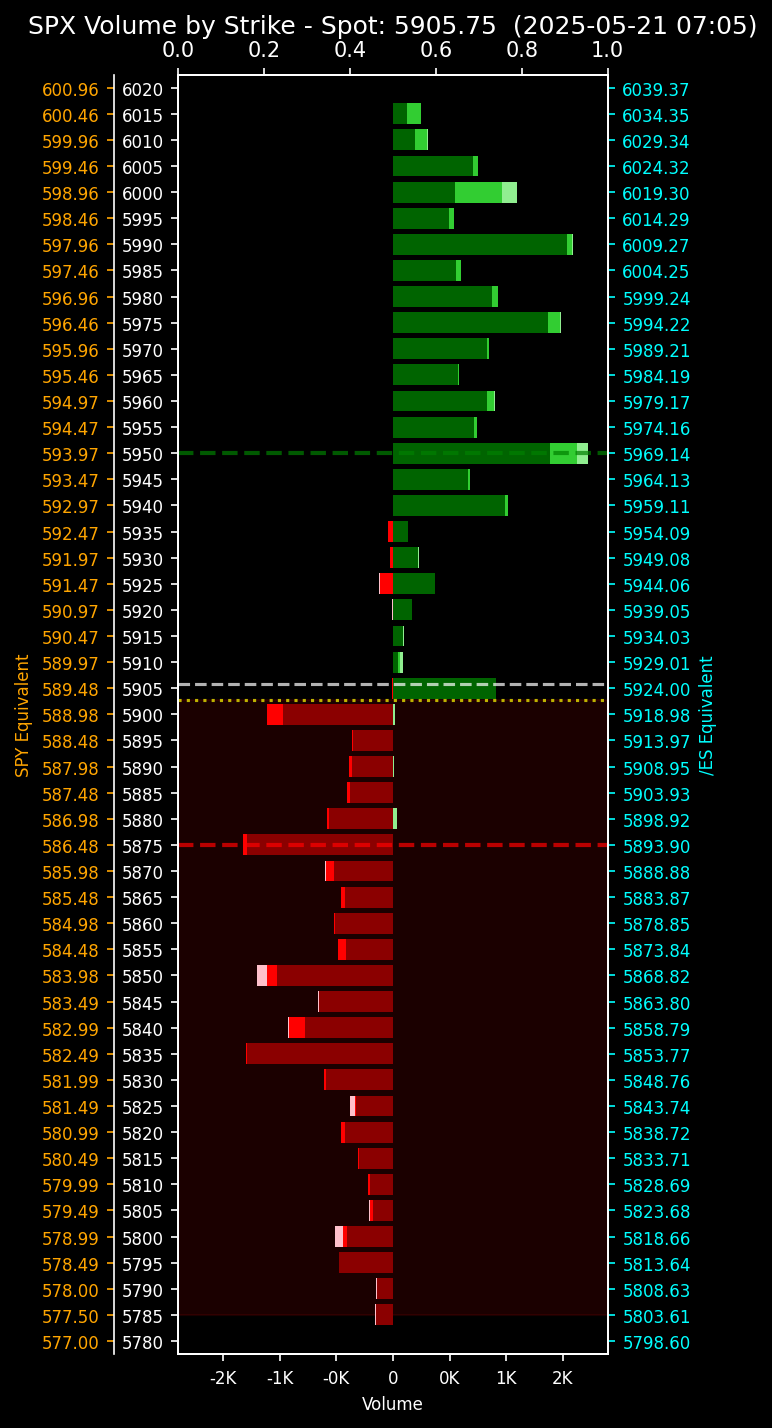 SPX Volume by Strike - Spot: 5905.75 (2025-05-21 07:05)
0.0 0.2 0.4 0.6 0.8 1.0
600.96 6020 6039.37
600.46 6015 6034.35
599.96 6010 6029.34
599.46 6005 6024.32
598.96 6000 6019.30
598.46 5995 6014.29
597.96 5990 6009.27
597.46 5985 6004.25
596.96 5980 5999.24
596.46 5975 5994.22
595.96 5970 5989.21
595.46 5965 5984.19
594.97 5960 5979.17
594.47 5955 5974.16
593.97 5950 5969.14
593.47 5945 5964.13
592.97 5940 5959.11
592.47 5935 5954.09
591.97 5930 5949.08
591.47 5925 5944.06
590.97 5920 5939.05
590.47 5915 5934.03
589.97 5910 5929.01
589.48 5905 5924.00
588.98 5900 5918.98
588.48 5895 5913.97
587.98 5890 5908.95
587.48 5885 5903.93
586.98 5880 5898.92
586.48 5875 5893.90
585.98 5870 5888.88
585.48 5865 5883.87
584.98 5860 5878.85
584.48 5855 5873.84
583.98 5850 5868.82
583.49 5845 5863.80
582.99 5840 5858.79
582.49 5835 5853.77
581.99 5830 5848.76
581.49 5825 5843.74
580.99 5820 5838.72
580.49 5815 5833.71
579.99 5810 5828.69
579.49 5805 5823.68
578.99 5800 5818.66
578.49 5795 5813.64
578.00 5790 5808.63
577.50 5785 5803.61
577.00 5780 5798.60
SPY Equivalent
/ES Equivalent
-2K -1K -0K 0 0K 1K 2K
Volume